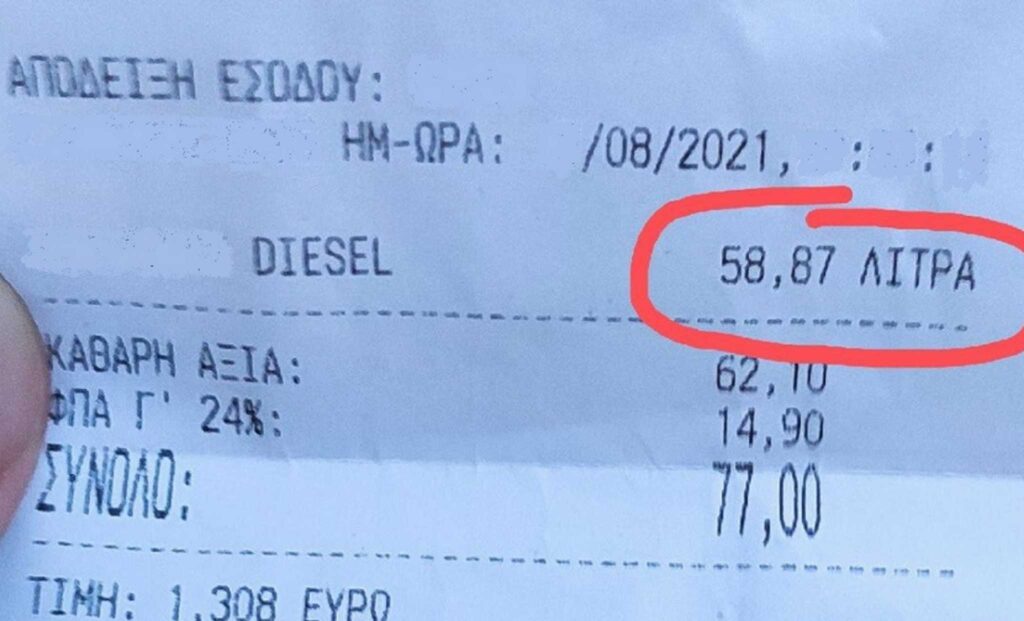 ΑΠΟΔΕΙΞΗ ΕΣΟΔΟΥ:
ΗΜ-ΩΡΑ: /08/2021, : :
DIESEL 58,87 ΛΙΤΡΑ
ΚΑΘΑΡΗ ΑΞΙΑ: 62,10
ΦΠΑ Γ' 24%: 14,90
ΣΥΝΟΛΟ: 77,00
ΤΙΜΗ: 1,308 ΕΥΡΩ